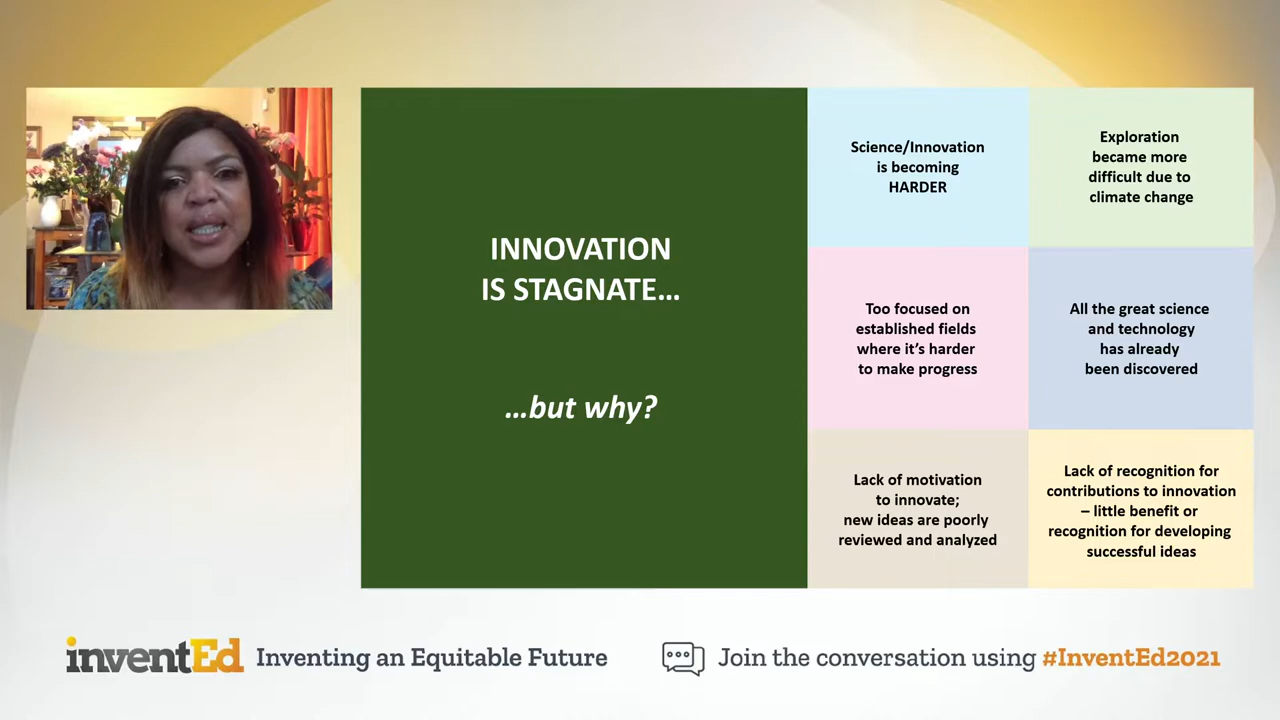 INNOVATION
IS STAGNATE...
...but why?
Science/Innovation
is becoming
HARDER
Exploration
became more
difficult due to
climate change
Too focused on
established fields
where it's harder
to make progress
All the great science
and technology
has already
been discovered
Lack of motivation
to innovate;
new ideas are poorly
reviewed and analyzed
Lack of recognition for
contributions to innovation
– little benefit or
recognition for developing
successful ideas
inventEd Inventing an Equitable Future
Join the conversation using #InventEd2021